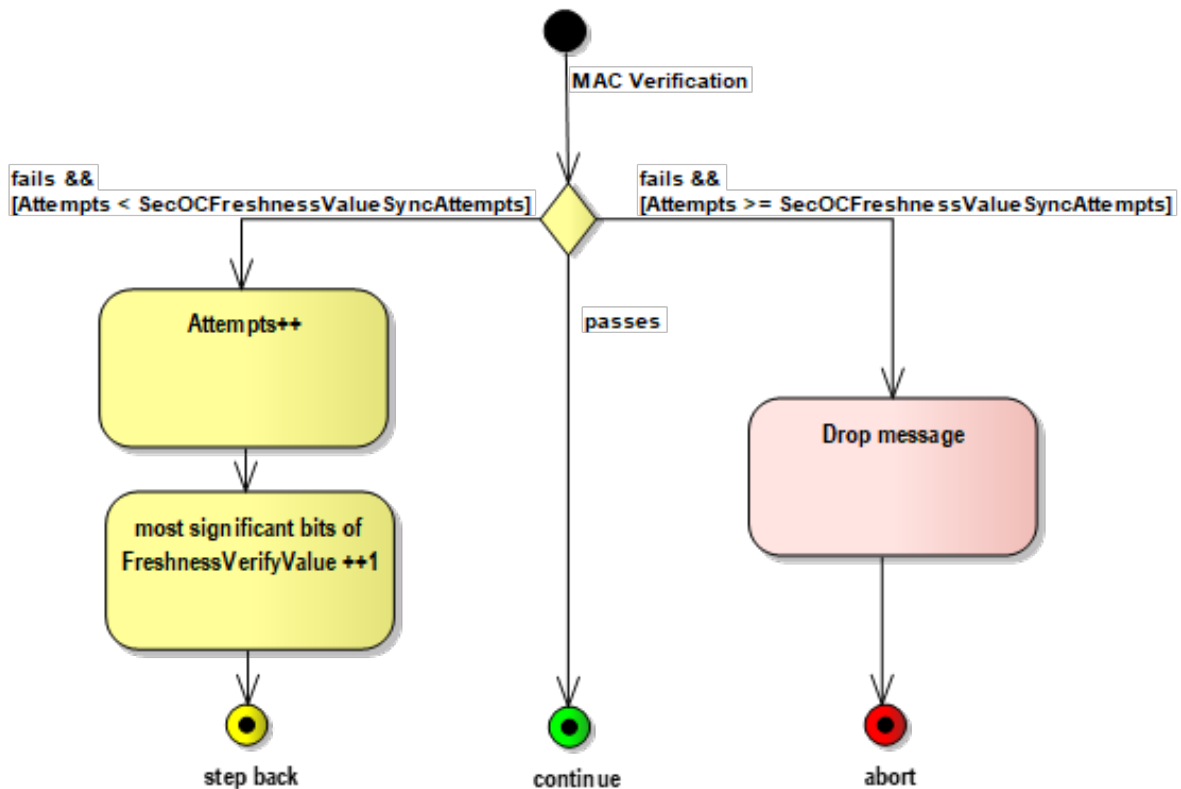 MAC Verification
fails &&
[Attempts < SecOCFreshnessValueSyncAttempts]
fails &&
[Attempts >= SecOCFreshnessValueSyncAttempts]
Attempts++
passes
Drop message
most significant bits of
FreshnessVerifyValue ++1
step back
continue
abort